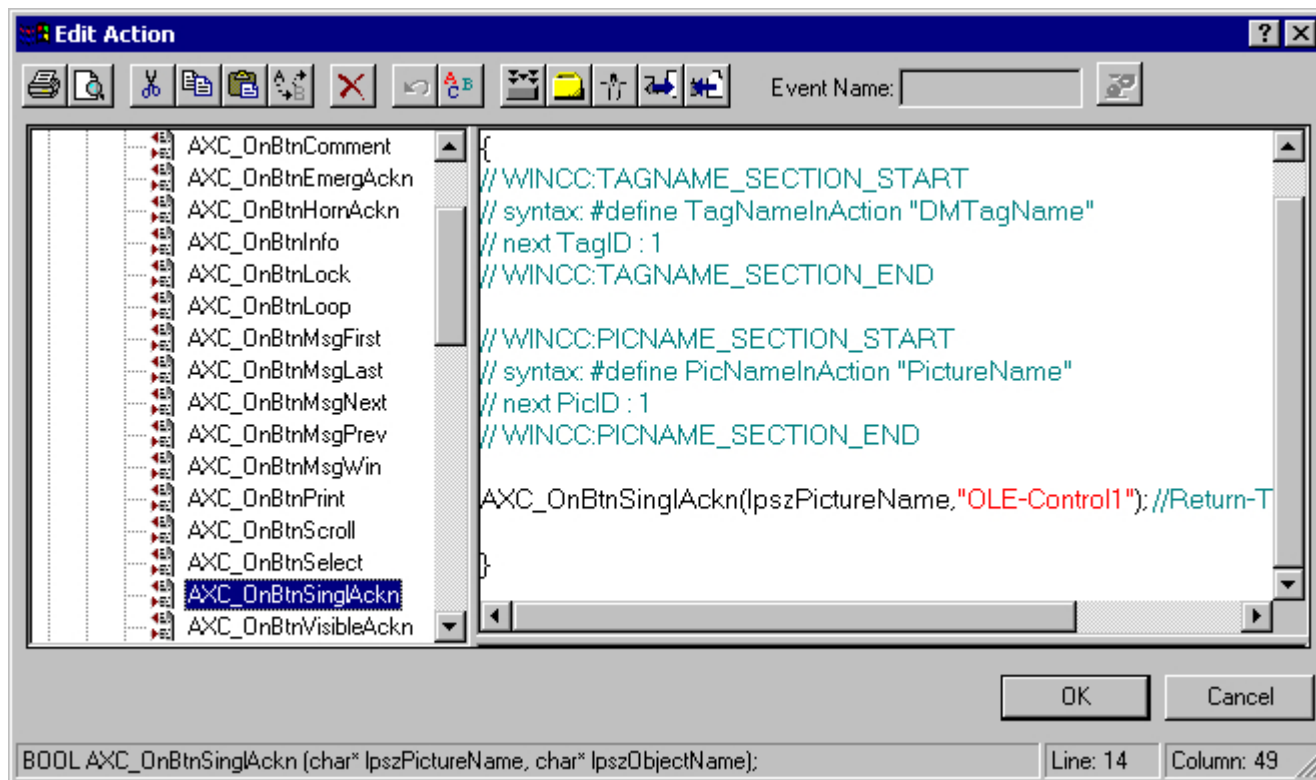 Edit Action
Event Name:
AXC_OnBtnComment
AXC_OnBtnEmergAckn
AXC_OnBtnHornAckn
AXC_OnBtnInfo
AXC_OnBtnLock
AXC_OnBtnLoop
AXC_OnBtnMsgFirst
AXC_OnBtnMsgLast
AXC_OnBtnMsgNext
AXC_OnBtnMsgPrev
AXC_OnBtnMsgWin
AXC_OnBtnPrint
AXC_OnBtnScroll
AXC_OnBtnSelect
AXC_OnBtnSinglAckn
AXC_OnBtnVisibleAckn
{
// WINCC:TAGNAME_SECTION_START
// syntax: #define TagNameInAction "DMTagName"
// next TagID : 1
// WINCC:TAGNAME_SECTION_END
// WINCC:PICNAME_SECTION_START
// syntax: #define PicNameInAction "PictureName"
// next PicID : 1
// WINCC:PICNAME_SECTION_END
AXC_OnBtnSinglAckn(lpszPictureName,"OLE-Control1"); //Return-T
}
OK
Cancel
BOOL AXC_OnBtnSinglAckn (char* lpszPictureName, char* lpszObjectName);
Line: 14
Column: 49